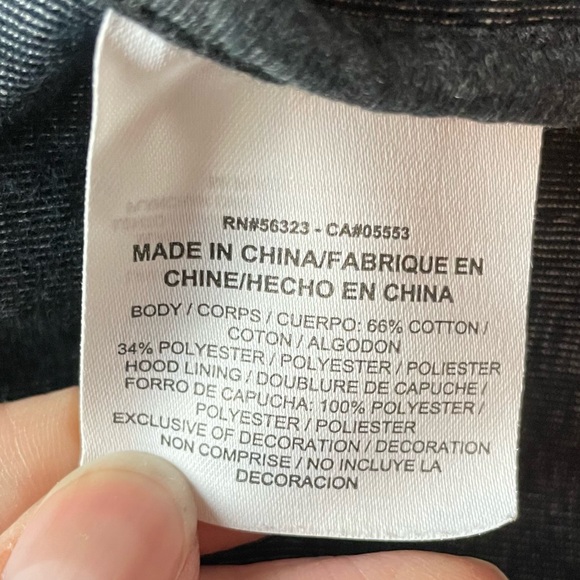 RN#56323 - CA#05553
MADE IN CHINA/FABRIQUE EN
CHINE/HECHO EN CHINA
BODY / CORPS / CUERPO: 66% COTTON /
COTON / ALGODON
34% POLYESTER / POLYESTER / POLIESTER
HOOD LINING / DOUBLURE DE CAPUCHE /
FORRO DE CAPUCHA: 100% POLYESTER /
POLYESTER / POLIESTER
EXCLUSIVE OF DECORATION / DECORATION
NON COMPRISE / NO INCLUYE LA
DECORACION